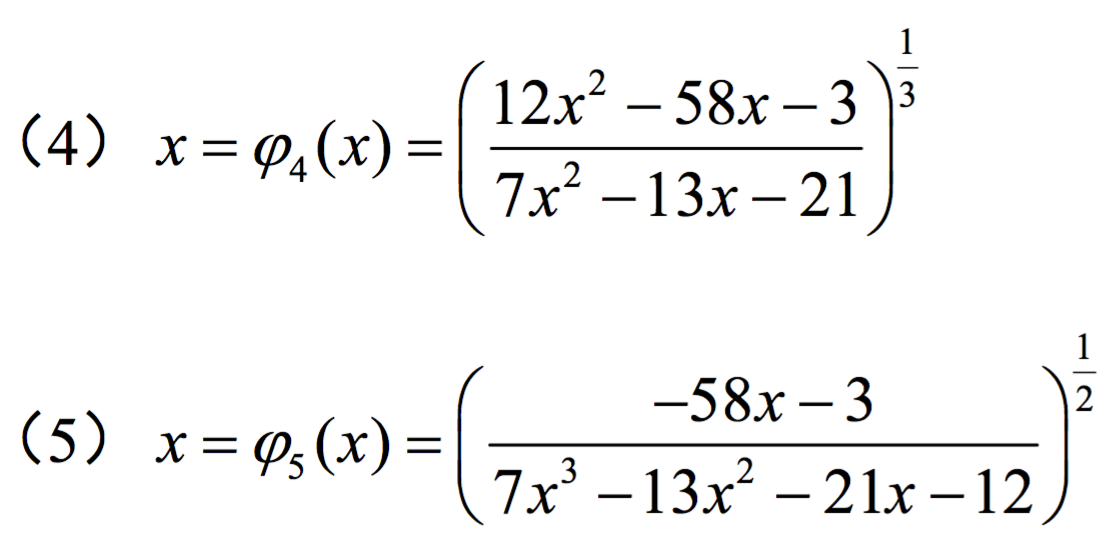 （4） x = φ₄(x) = ( (12x² − 58x − 3) / (7x² − 13x − 21) )^(1/3)
（5） x = φ₅(x) = ( (−58x − 3) / (7x³ − 13x² − 21x − 12) )^(1/2)